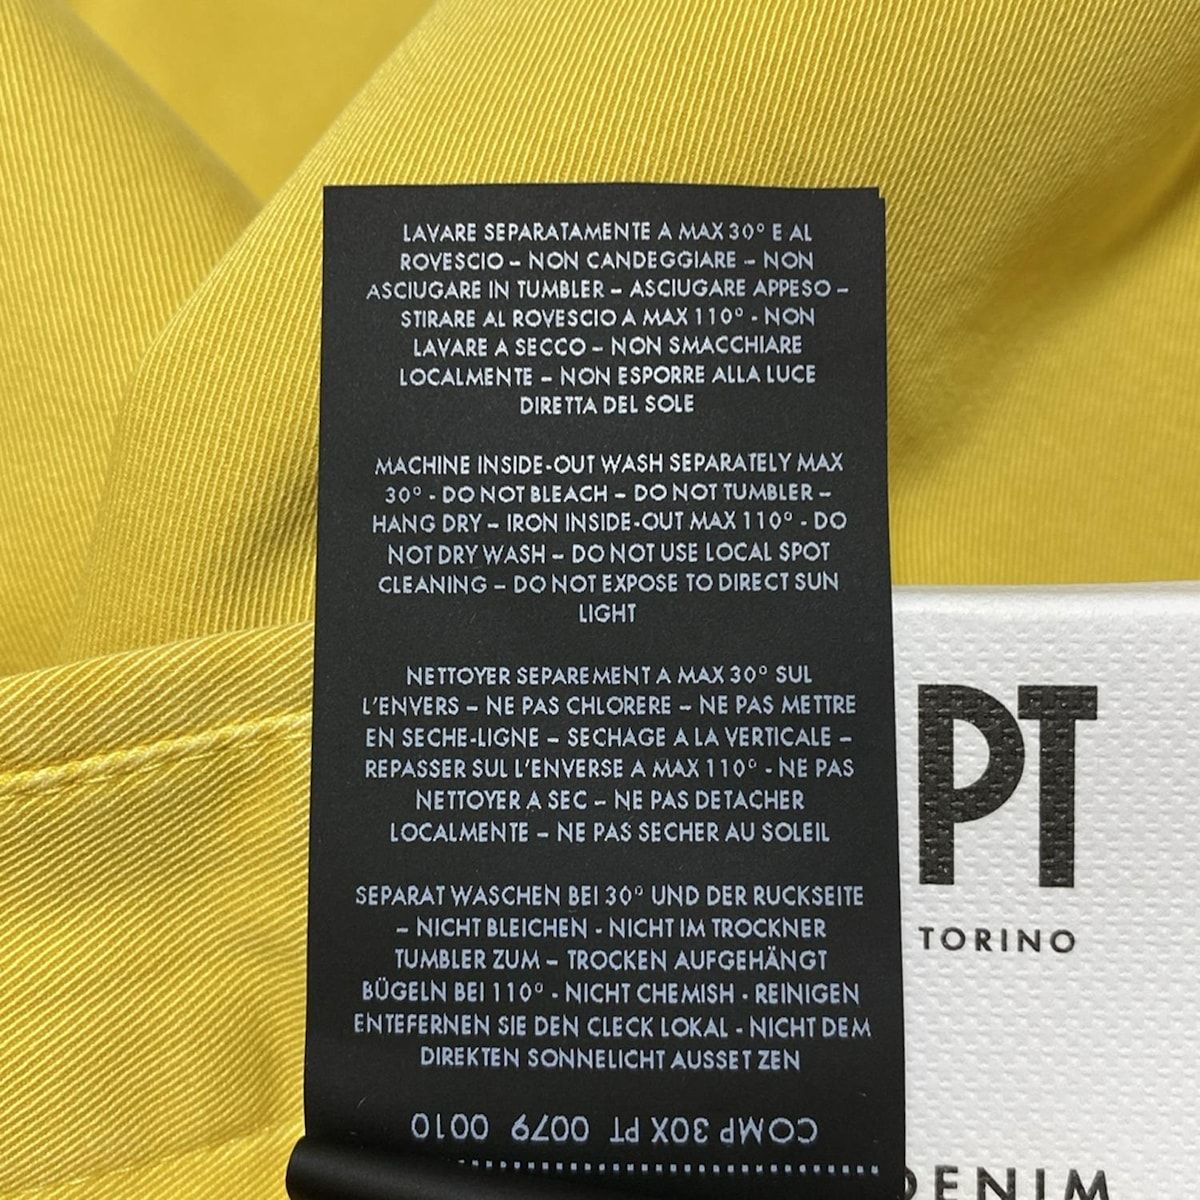 LAVARE SEPARATAMENTE A MAX 30° E AL
ROVESCIO – NON CANDEGGIARE – NON
ASCIUGARE IN TUMBLER – ASCIUGARE APPESO –
STIRARE AL ROVESCIO A MAX 110° - NON
LAVARE A SECCO – NON SMACCHIARE
LOCALMENTE – NON ESPORRE ALLA LUCE
DIRETTA DEL SOLE
MACHINE INSIDE-OUT WASH SEPARATELY MAX
30° - DO NOT BLEACH – DO NOT TUMBLER –
HANG DRY – IRON INSIDE-OUT MAX 110° - DO
NOT DRY WASH – DO NOT USE LOCAL SPOT
CLEANING – DO NOT EXPOSE TO DIRECT SUN
LIGHT
NETTOYER SEPAREMENT A MAX 30° SUL
L'ENVERS – NE PAS CHLORERE – NE PAS METTRE
EN SECHE-LIGNE – SECHAGE A LA VERTICALE –
REPASSER SUL L'ENVERSE A MAX 110° - NE PAS
NETTOYER A SEC – NE PAS DETACHER
LOCALMENTE – NE PAS SECHER AU SOLEIL
SEPARAT WASCHEN BEI 30° UND DER RUCKSEITE
– NICHT BLEICHEN - NICHT IM TROCKNER
TUMBLER ZUM – TROCKEN AUFGEHÄNGT
BÜGELN BEI 110° - NICHT CHEMISH - REINIGEN
ENTEFERNEN SIE DEN CLECK LOKAL - NICHT DEM
DIREKTEN SONNELICHT AUSSET ZEN
COMP 30X PT 0079 0010
PT
TORINO
DENIM